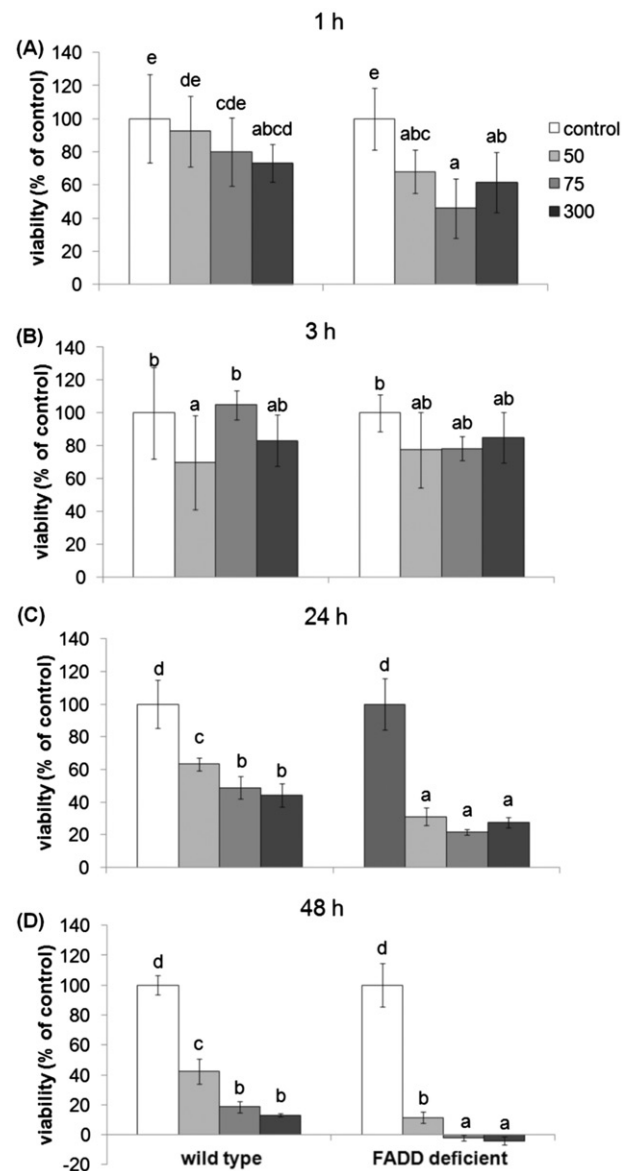 1 h
(A)
viabilty (% of control)
140
120
100
80
60
40
20
0
e
de
cde
abcd
e
abc
a
ab
control
50
75
300
3 h
(B)
viabilty (% of control)
140
120
100
80
60
40
20
0
b
a
b
ab
b
ab
ab
ab
24 h
(C)
viabilty (% of control)
140
120
100
80
60
40
20
0
d
c
b
b
d
a
a
a
48 h
(D)
viabilty (% of control)
140
120
100
80
60
40
20
0
-20
d
c
b
b
d
b
a
a
wild type
FADD deficient